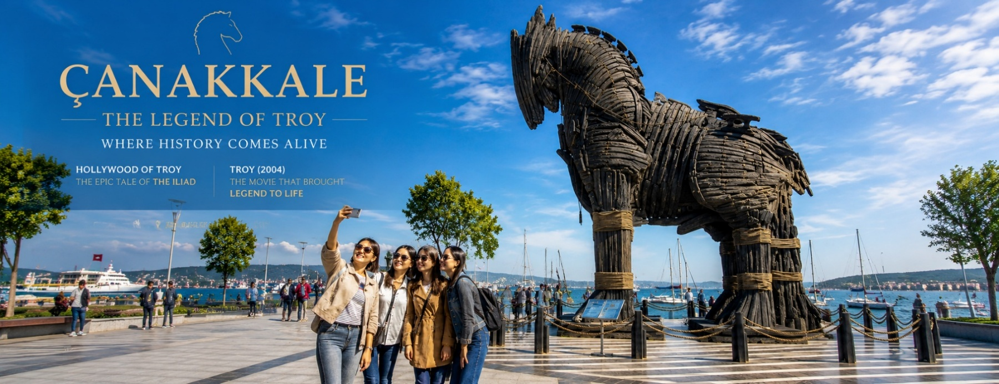 ÇANAKKALE
THE LEGEND OF TROY
WHERE HISTORY COMES ALIVE
HOLLYWOOD OF TROY
THE EPIC TALE OF THE ILIAD
TROY (2004)
THE MOVIE THAT BROUGHT
LEGEND TO LIFE